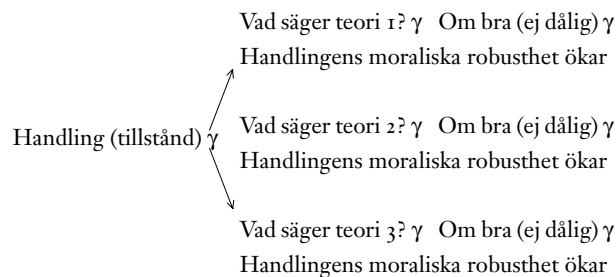 Vad säger teori 1? γ Om bra (ej dålig) γ
Handlingens moraliska robusthet ökar
Handling (tillstånd) γ
Vad säger teori 2? γ Om bra (ej dålig) γ
Handlingens moraliska robusthet ökar
Vad säger teori 3? γ Om bra (ej dålig) γ
Handlingens moraliska robusthet ökar